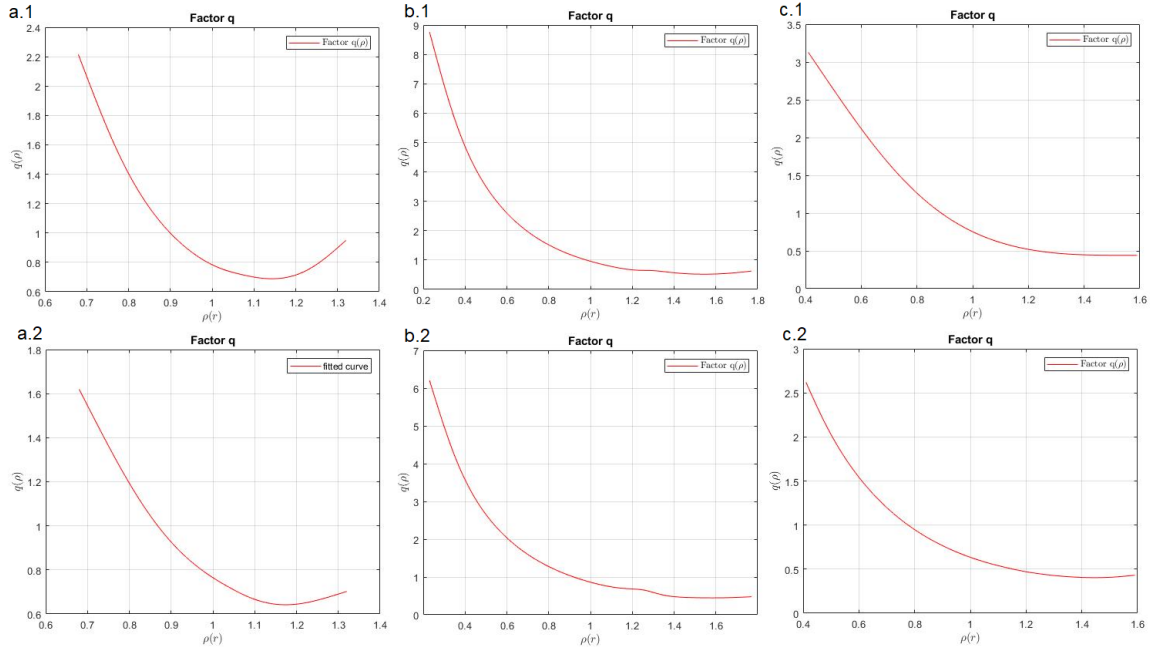 a.1
Factor q
Factor q(ρ)
2.4
2.2
2
1.8
1.6
1.4
1.2
1
0.8
0.6
q(ρ)
0.6 0.7 0.8 0.9 1 1.1 1.2 1.3 1.4
ρ(r)
b.1
Factor q
Factor q(ρ)
9
8
7
6
5
4
3
2
1
0
q(ρ)
0.2 0.4 0.6 0.8 1 1.2 1.4 1.6 1.8
ρ(r)
c.1
Factor q
Factor q(ρ)
3.5
3
2.5
2
1.5
1
0.5
0
q(ρ)
0.4 0.6 0.8 1 1.2 1.4 1.6
ρ(r)
a.2
Factor q
fitted curve
1.8
1.6
1.4
1.2
1
0.8
0.6
q(ρ)
0.6 0.7 0.8 0.9 1 1.1 1.2 1.3 1.4
ρ(r)
b.2
Factor q
Factor q(ρ)
7
6
5
4
3
2
1
0
q(ρ)
0.4 0.6 0.8 1 1.2 1.4 1.6
ρ(r)
c.2
Factor q
Factor q(ρ)
3
2.5
2
1.5
1
0.5
0
q(ρ)
0.4 0.6 0.8 1 1.2 1.4 1.6
ρ(r)